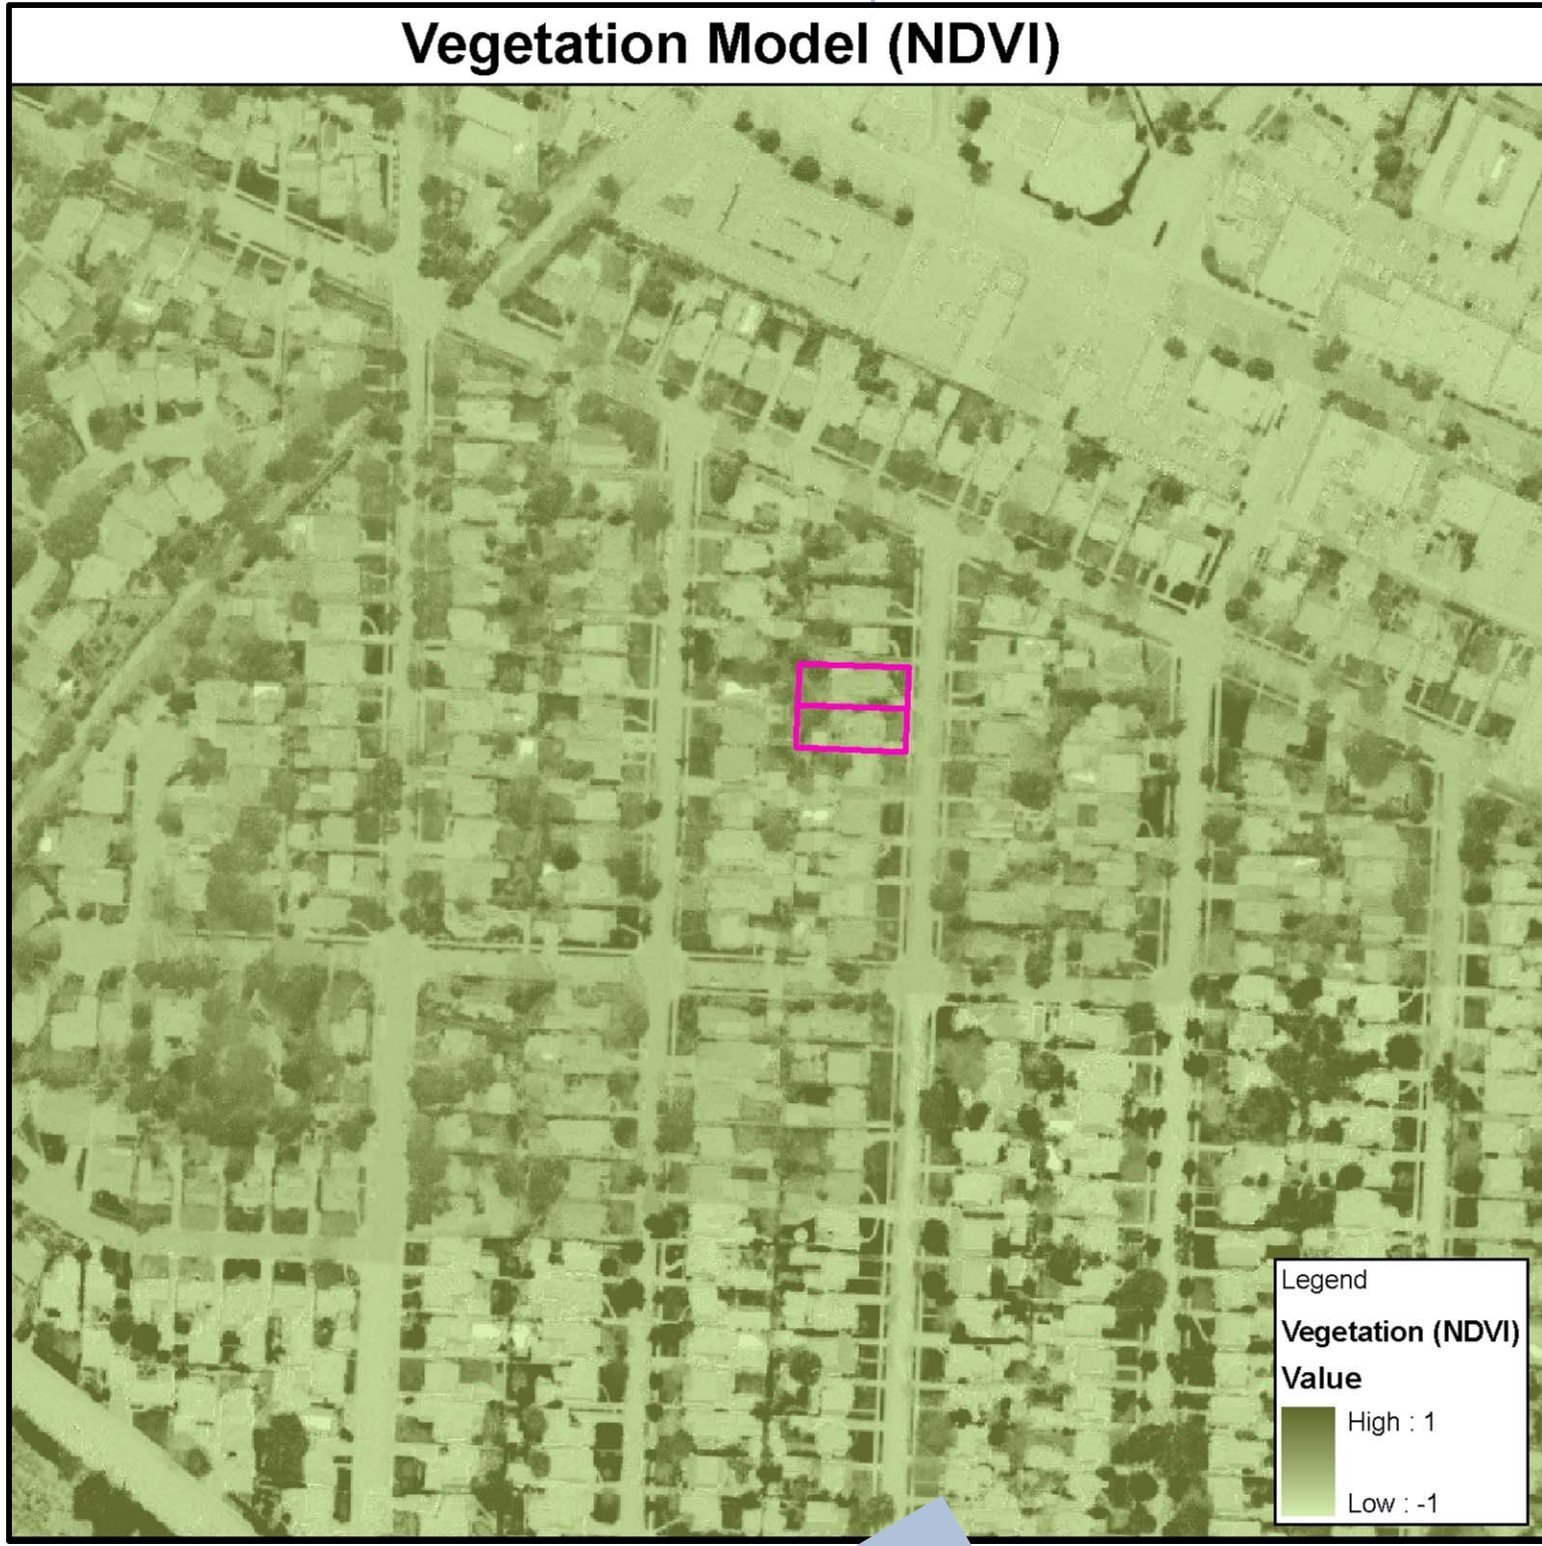 Vegetation Model (NDVI)
Legend
Vegetation (NDVI)
Value
High : 1
Low : -1